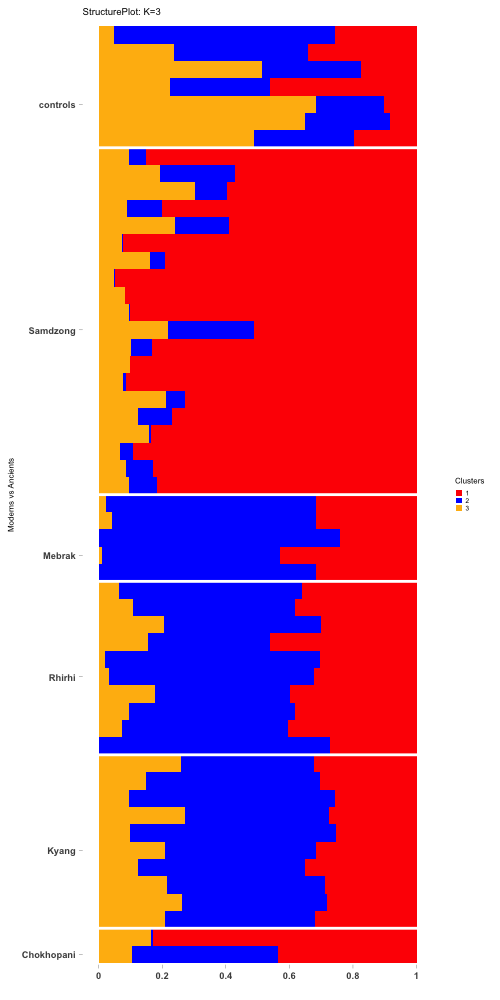 StructurePlot: K=3
controls
Samdzong
Mebrak
Rhirhi
Kyang
Chokhopani
Moderns vs Ancients
0 0.2 0.4 0.6 0.8 1
Clusters
1
2
3